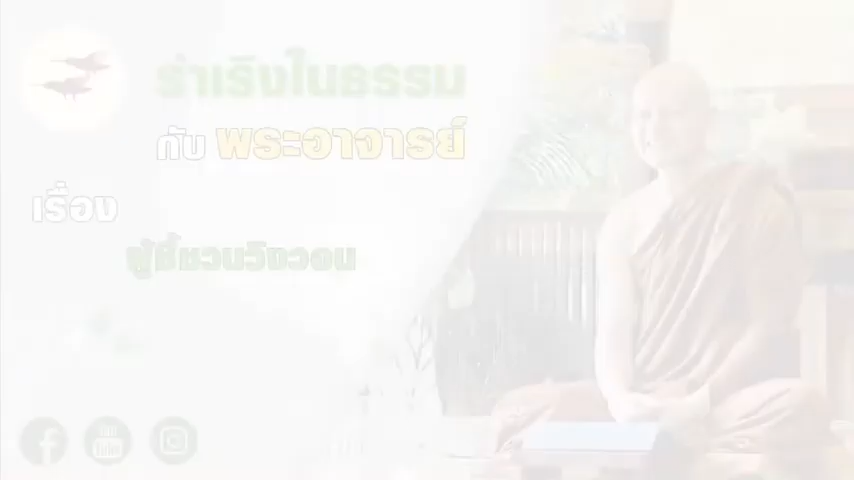 รำเริงในธรรม
กับ พระอาจารย์
เรื่อง
ผู้ชี้ชวนวิงวอน